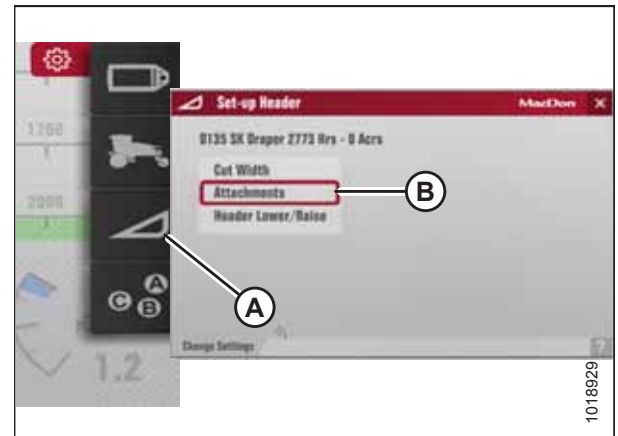 Set-up Header MacDon X
D135 SK Draper 2773 Hrs - 0 Acrs
Cut Width
Attachments
Header Lower/Raise
Change Settings
?
1750
2000
1.2
A
C B
A
B
1018929